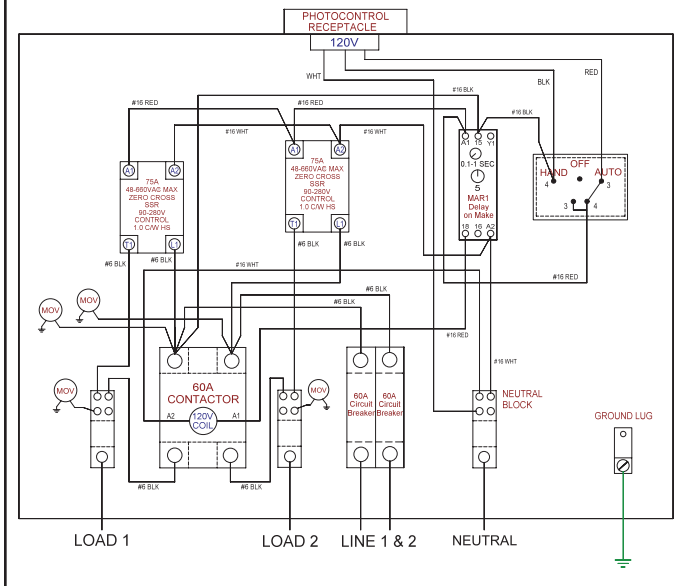 PHOTOCONTROL
RECEPTACLE
120V
WHT
BLK
RED
#16 RED
#16 RED
#16 BLK
#16 BLK
#16 WHT
#16 WHT
A1
A2
75A
48-660VAC MAX
ZERO CROSS
SSR
90-280V
CONTROL
1.0 C/W HS
T1
L1
A1
A2
75A
48-660VAC MAX
ZERO CROSS
SSR
90-280V
CONTROL
1.0 C/W HS
T1
L1
A1 15 Y1
0.1-1 SEC
5
MAR1
Delay
on Make
18 16 A2
OFF
HAND
AUTO
4
3
3
4
#6 BLK
#6 BLK
#6 BLK
#6 BLK
#16 WHT
#16 RED
#6 BLK
#6 BLK
#16 RED
#16 WHT
MOV
MOV
MOV
MOV
60A
CONTACTOR
A2
120V
COIL
A1
#6 BLK
#6 BLK
#6 BLK
60A
Circuit
Breaker
60A
Circuit
Breaker
NEUTRAL
BLOCK
GROUND LUG
LOAD 1
LOAD 2
LINE 1 & 2
NEUTRAL